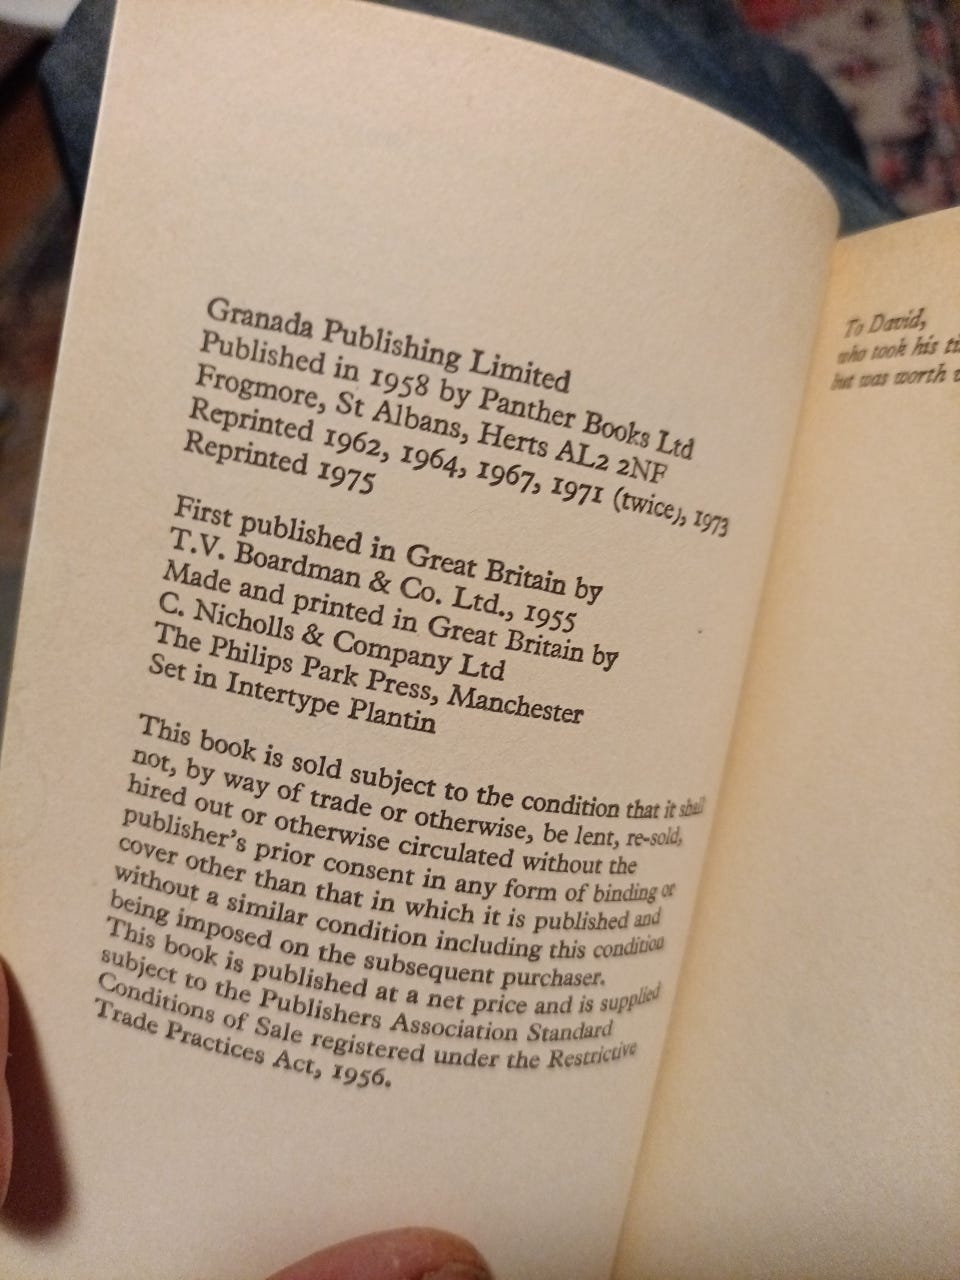 Granada Publishing Limited
Published in 1958 by Panther Books Ltd
Frogmore, St Albans, Herts AL2 2NF
Reprinted 1962, 1964, 1967, 1971 (twice), 1973
Reprinted 1975
First published in Great Britain by
T.V. Boardman & Co. Ltd., 1955
Made and printed in Great Britain by
C. Nicholls & Company Ltd
The Philips Park Press, Manchester
Set in Intertype Plantin
This book is sold subject to the condition that it shall
not, by way of trade or otherwise, be lent, re-sold,
hired out or otherwise circulated without the
publisher's prior consent in any form of binding or
cover other than that in which it is published and
without a similar condition including this condition
being imposed on the subsequent purchaser.
This book is published at a net price and is supplied
subject to the Publishers Association Standard
Conditions of Sale registered under the Restrictive
Trade Practices Act, 1956.
To David,
who took his
but was worth